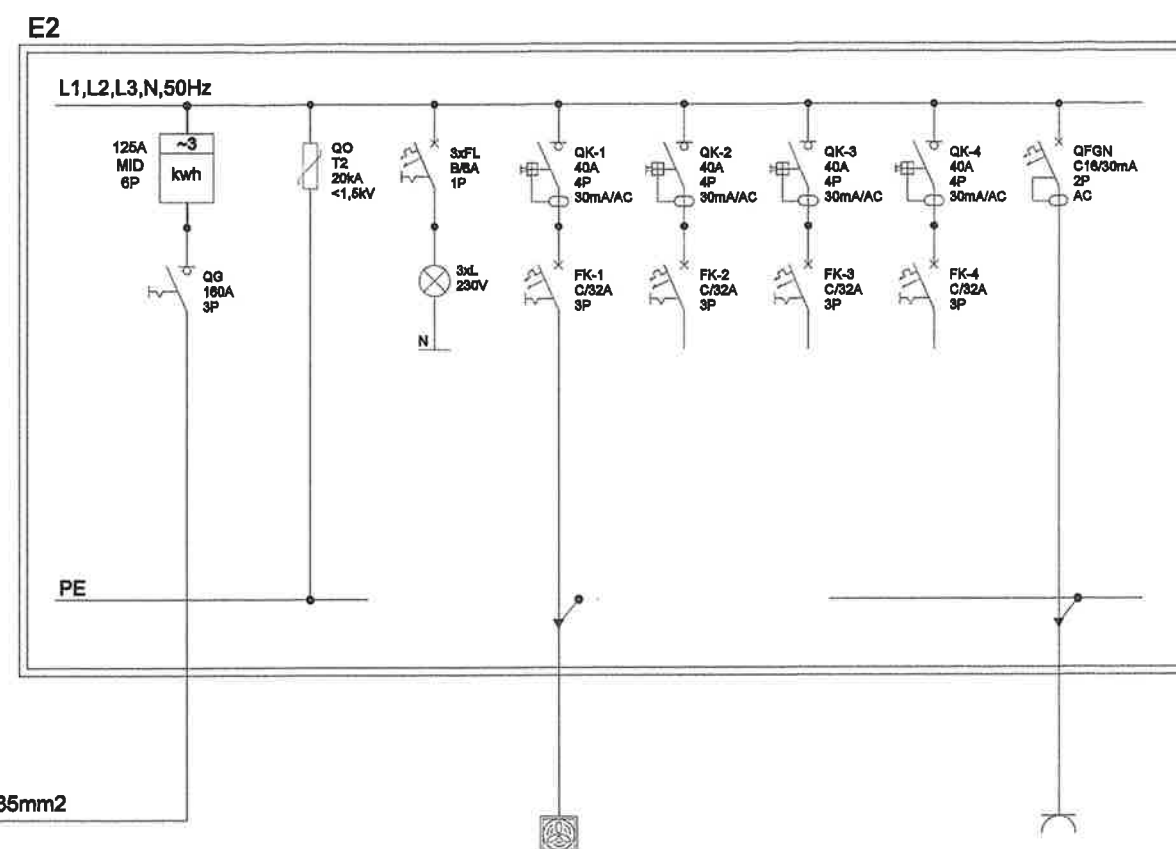 E2
L1,L2,L3,N,50Hz
125A
MID
6P
~3
kwh
QG
160A
3P
QO
T2
20kA
<1,5kV
3xFL
B/6A
1P
3xL
230V
N
QK-1
40A
4P
30mA/AC
FK-1
C/32A
3P
QK-2
40A
4P
30mA/AC
FK-2
C/32A
3P
QK-3
40A
4P
30mA/AC
FK-3
C/32A
3P
QK-4
40A
4P
30mA/AC
FK-4
C/32A
3P
QFGN
C16/30mA
2P
AC
PE
35mm2